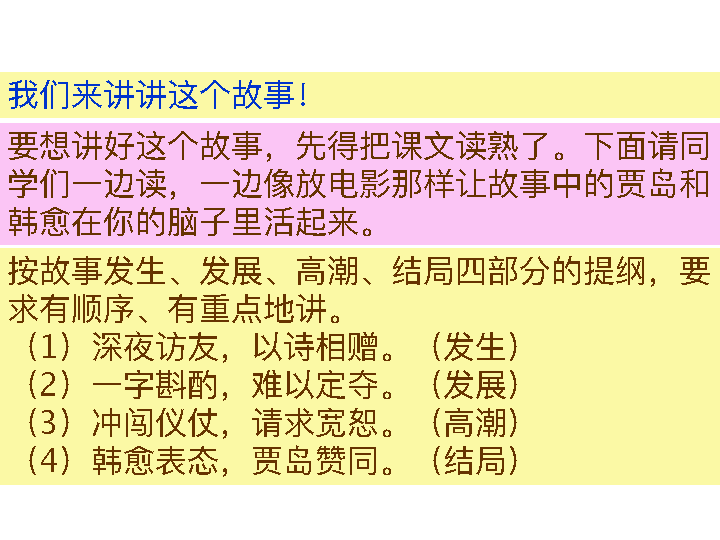 我们来讲讲这个故事！
要想讲好这个故事，先得把课文读熟了。下面请同
学们一边读，一边像放电影那样让故事中的贾岛和
韩愈在你的脑子里活起来。
按故事发生、发展、高潮、结局四部分的提纲，要
求有顺序、有重点地讲。
（1）深夜访友，以诗相赠。（发生）
（2）一字斟酌，难以定夺。（发展）
（3）冲闯仪仗，请求宽恕。（高潮）
（4）韩愈表态，贾岛赞同。（结局）